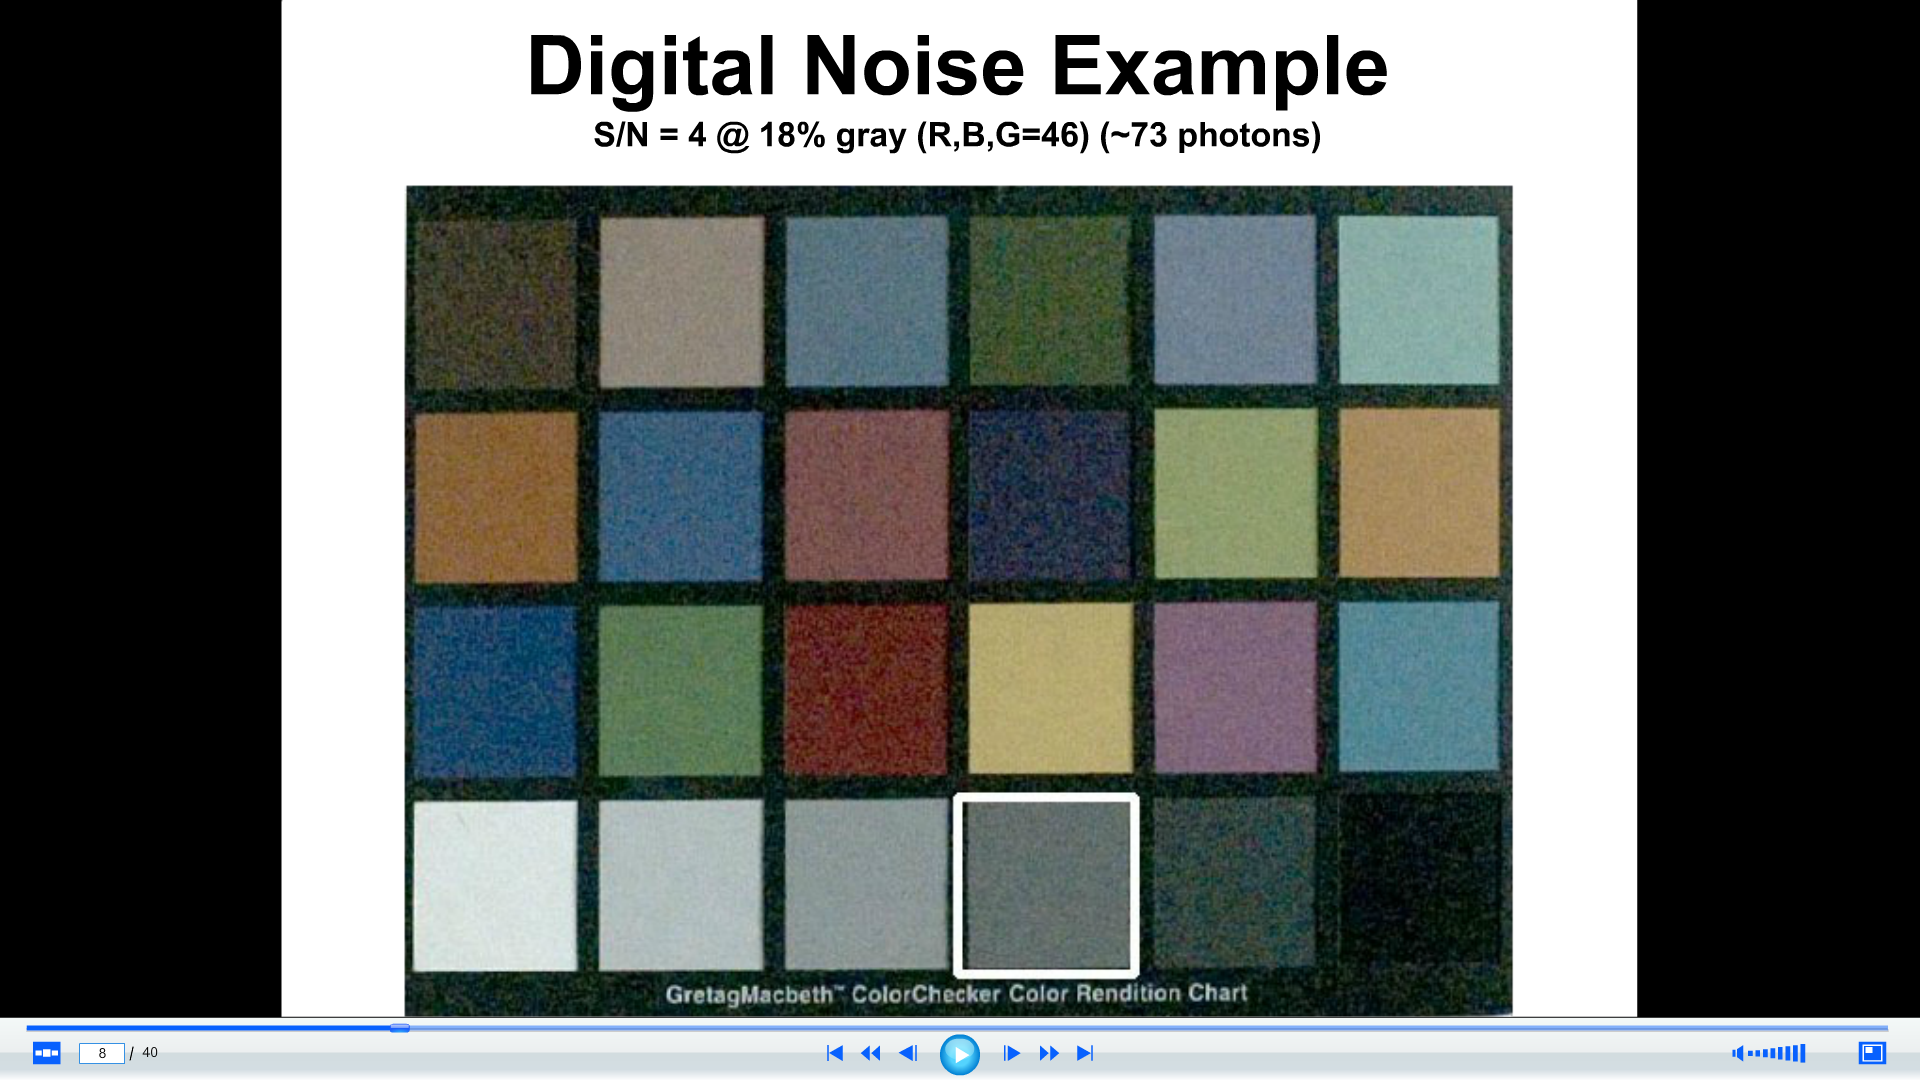 Digital Noise Example
S/N = 4 @ 18% gray (R,B,G=46) (~73 photons)
GretagMacbeth™ ColorChecker Color Rendition Chart
8 / 40